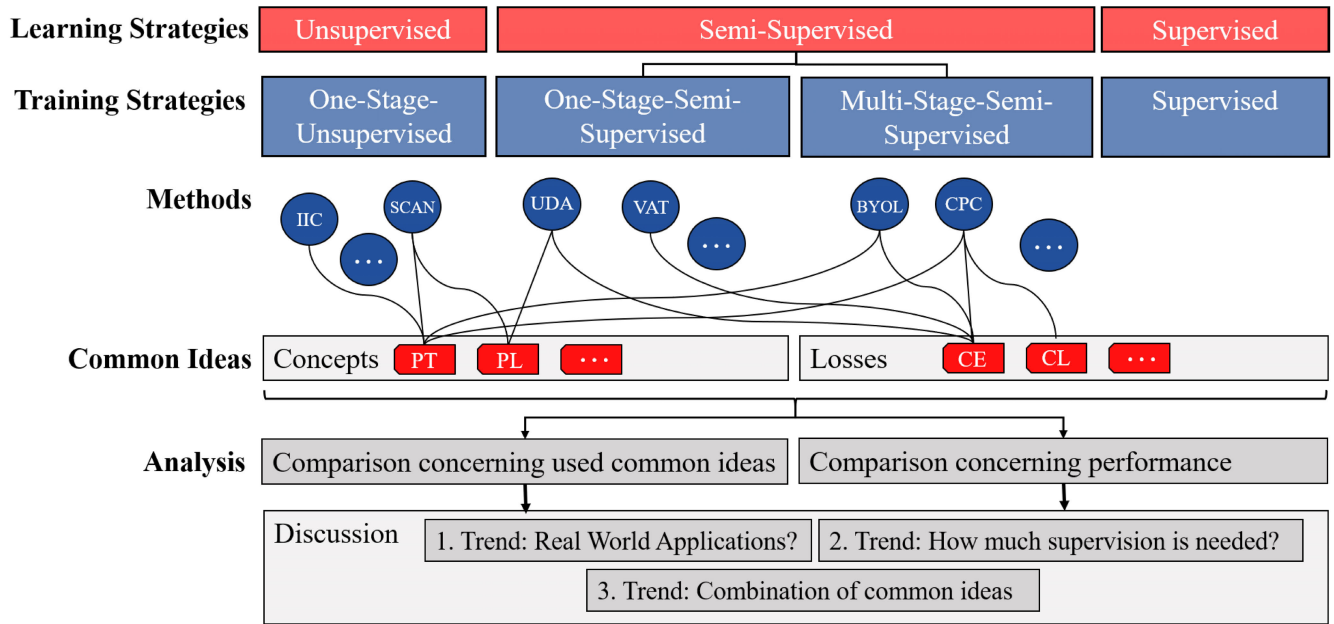 Learning Strategies
Unsupervised
Semi-Supervised
Supervised
Training Strategies
One-Stage-
Unsupervised
One-Stage-Semi-
Supervised
Multi-Stage-Semi-
Supervised
Supervised
Methods
IIC
SCAN
UDA
VAT
BYOL
CPC
...
...
...
Common Ideas
Concepts
PT
PL
...
Losses
CE
CL
...
Analysis
Comparison concerning used common ideas
Comparison concerning performance
Discussion
1. Trend: Real World Applications?
2. Trend: How much supervision is needed?
3. Trend: Combination of common ideas